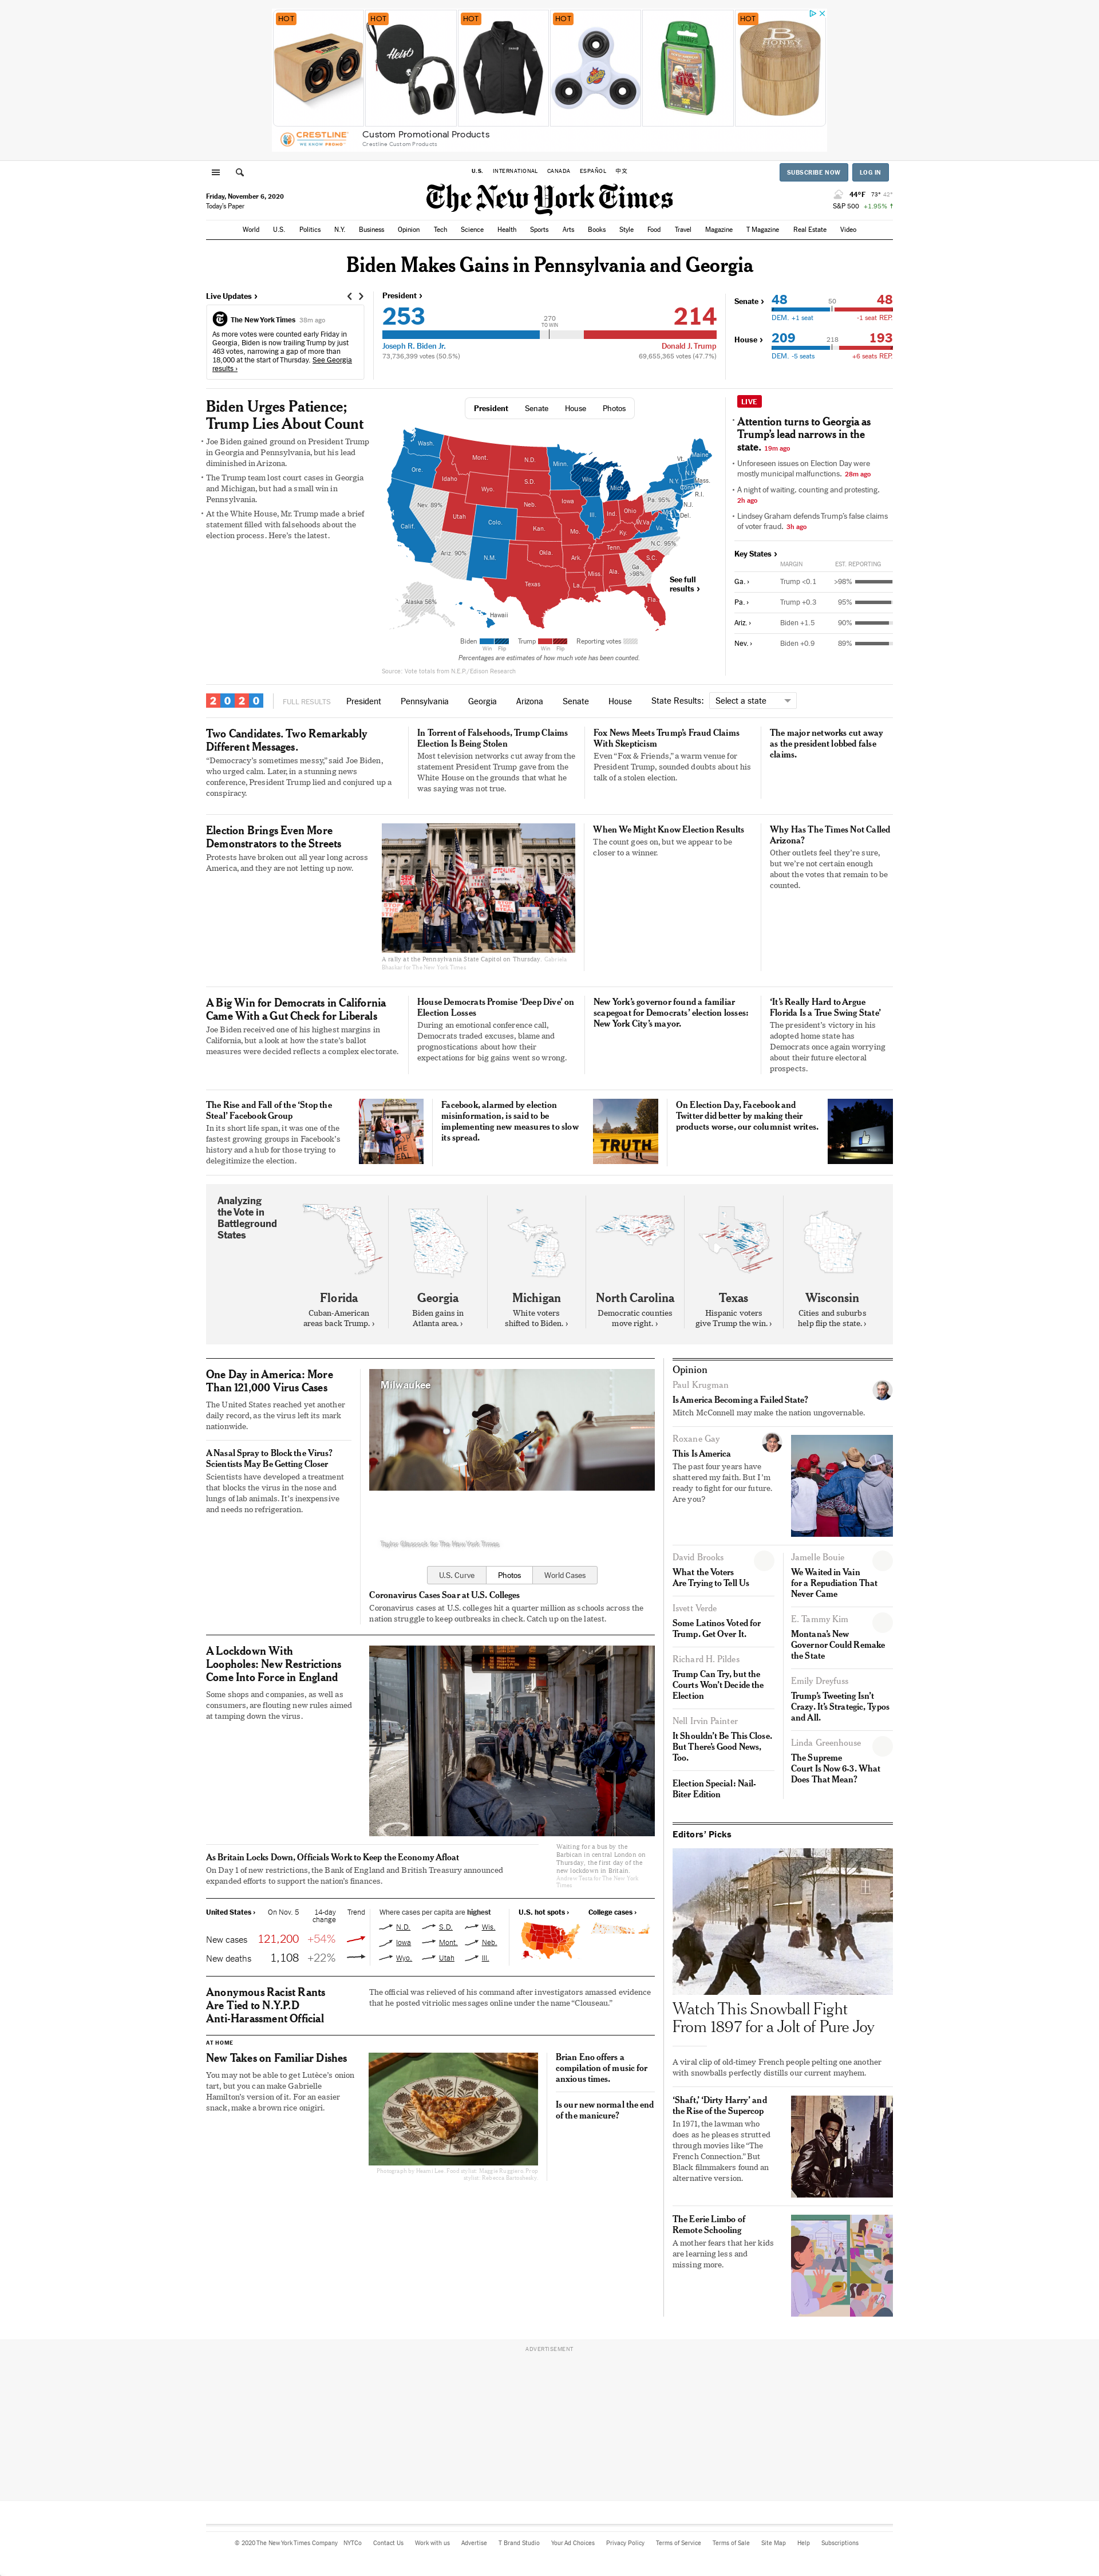 HOT
HOT
HOT
HOT
HOT
Heist
B
HONEY
CRESTLINE
WE KNOW PROMO
Custom Promotional Products
Crestline Custom Products
U.S. INTERNATIONAL CANADA ESPAÑOL 中文
SUBSCRIBE NOW LOG IN
Friday, November 6, 2020
Today's Paper
The New York Times
44°F 73° 42°
S&P 500 +1.95% ↑
World U.S. Politics N.Y. Business Opinion Tech Science Health Sports Arts Books Style Food Travel Magazine T Magazine Real Estate Video
Biden Makes Gains in Pennsylvania and Georgia
Live Updates ›
The New York Times 38m ago
As more votes were counted early Friday in
Georgia, Biden is now trailing Trump by just
463 votes, narrowing a gap of more than
18,000 at the start of Thursday. See Georgia
results ›
President ›
253 270 214
TO WIN
Joseph R. Biden Jr. Donald J. Trump
73,736,399 votes (50.5%) 69,655,365 votes (47.7%)
Senate › 48 50 48
DEM. +1 seat -1 seat REP.
House › 209 218 193
DEM. -5 seats +6 seats REP.
Biden Urges Patience;
Trump Lies About Count
• Joe Biden gained ground on President Trump
in Georgia and Pennsylvania, but his lead
diminished in Arizona.
• The Trump team lost court cases in Georgia
and Michigan, but had a small win in
Pennsylvania.
• At the White House, Mr. Trump made a brief
statement filled with falsehoods about the
election process. Here's the latest.
President Senate House Photos
Wash.
Ore.
Calif.
Nev. 89%
Idaho
Mont.
Wyo.
Utah
Colo.
Ariz. 90%
N.M.
N.D.
S.D.
Neb.
Kan.
Okla.
Texas
Minn.
Iowa
Mo.
Ark.
La.
Wis.
Ill.
Mich.
Ind.
Ohio
Ky.
Tenn.
Miss.
Ala.
Ga.
>98%
Fla.
S.C.
N.C. 95%
W.Va.
Va.
Pa. 95%
N.Y.
Vt.
N.H.
Maine
Mass.
Conn.
R.I.
N.J.
Del.
Alaska 56%
Hawaii
See full
results ›
Biden Trump Reporting votes
Win Flip Win Flip
Percentages are estimates of how much vote has been counted.
Source: Vote totals from N.E.P./Edison Research
LIVE
• Attention turns to Georgia as
Trump's lead narrows in the
state. 19m ago
• Unforeseen issues on Election Day were
mostly municipal malfunctions. 28m ago
• A night of waiting, counting and protesting.
2h ago
• Lindsey Graham defends Trump's false claims
of voter fraud. 3h ago
Key States ›
MARGIN EST. REPORTING
Ga. › Trump <0.1 >98%
Pa. › Trump +0.3 95%
Ariz. › Biden +1.5 90%
Nev. › Biden +0.9 89%
2020 FULL RESULTS President Pennsylvania Georgia Arizona Senate House State Results: Select a state
Two Candidates. Two Remarkably
Different Messages.
“Democracy's sometimes messy,” said Joe Biden,
who urged calm. Later, in a stunning news
conference, President Trump lied and conjured up a
conspiracy.
In Torrent of Falsehoods, Trump Claims
Election Is Being Stolen
Most television networks cut away from the
statement President Trump gave from the
White House on the grounds that what he
was saying was not true.
Fox News Meets Trump's Fraud Claims
With Skepticism
Even “Fox & Friends,” a warm venue for
President Trump, sounded doubts about his
talk of a stolen election.
The major networks cut away
as the president lobbed false
claims.
Election Brings Even More
Demonstrators to the Streets
Protests have broken out all year long across
America, and they are not letting up now.
A rally at the Pennsylvania State Capitol on Thursday. Gabriela
Bhaskar for The New York Times
When We Might Know Election Results
The count goes on, but we appear to be
closer to a winner.
Why Has The Times Not Called
Arizona?
Other outlets feel they're sure,
but we're not certain enough
about the votes that remain to be
counted.
A Big Win for Democrats in California
Came With a Gut Check for Liberals
Joe Biden received one of his highest margins in
California, but a look at how the state's ballot
measures were decided reflects a complex electorate.
House Democrats Promise ‘Deep Dive’ on
Election Losses
During an emotional conference call,
Democrats traded excuses, blame and
prognostications about how their
expectations for big gains went so wrong.
New York's governor found a familiar
scapegoat for Democrats' election losses:
New York City's mayor.
‘It's Really Hard to Argue
Florida Is a True Swing State’
The president's victory in his
adopted home state has
Democrats once again worrying
about their future electoral
prospects.
The Rise and Fall of the ‘Stop the
Steal’ Facebook Group
In its short life span, it was one of the
fastest growing groups in Facebook's
history and a hub for those trying to
delegitimize the election.
Facebook, alarmed by election
misinformation, is said to be
implementing new measures to slow
its spread.
TRUTH
On Election Day, Facebook and
Twitter did better by making their
products worse, our columnist writes.
Analyzing
the Vote in
Battleground
States
Florida
Cuban-American
areas back Trump. ›
Georgia
Biden gains in
Atlanta area. ›
Michigan
White voters
shifted to Biden. ›
North Carolina
Democratic counties
move right. ›
Texas
Hispanic voters
give Trump the win. ›
Wisconsin
Cities and suburbs
help flip the state. ›
One Day in America: More
Than 121,000 Virus Cases
The United States reached yet another
daily record, as the virus left its mark
nationwide.
A Nasal Spray to Block the Virus?
Scientists May Be Getting Closer
Scientists have developed a treatment
that blocks the virus in the nose and
lungs of lab animals. It's inexpensive
and needs no refrigeration.
Milwaukee
Taylor Glascock for The New York Times
U.S. Curve Photos World Cases
Coronavirus Cases Soar at U.S. Colleges
Coronavirus cases at U.S. colleges hit a quarter million as schools across the
nation struggle to keep outbreaks in check. Catch up on the latest.
A Lockdown With
Loopholes: New Restrictions
Come Into Force in England
Some shops and companies, as well as
consumers, are flouting new rules aimed
at tamping down the virus.
As Britain Locks Down, Officials Work to Keep the Economy Afloat
On Day 1 of new restrictions, the Bank of England and British Treasury announced
expanded efforts to support the nation's finances.
Waiting for a bus by the
Barbican in central London on
Thursday, the first day of the
new lockdown in Britain.
Andrew Testa for The New York
Times
United States › On Nov. 5 14-day
change Trend
New cases 121,200 +54%
New deaths 1,108 +22%
Where cases per capita are highest
N.D. S.D. Wis.
Iowa Mont. Neb.
Wyo. Utah Ill.
U.S. hot spots › College cases ›
Anonymous Racist Rants
Are Tied to N.Y.P.D
Anti-Harassment Official
The official was relieved of his command after investigators amassed evidence
that he posted vitriolic messages online under the name “Clouseau.”
AT HOME
New Takes on Familiar Dishes
You may not be able to get Lutèce's onion
tart, but you can make Gabrielle
Hamilton's version of it. For an easier
snack, make a brown rice onigiri.
Photograph by Heami Lee. Food stylist: Maggie Ruggiero. Prop
stylist: Rebecca Bartoshesky.
Brian Eno offers a
compilation of music for
anxious times.
Is our new normal the end
of the manicure?
Opinion
Paul Krugman
Is America Becoming a Failed State?
Mitch McConnell may make the nation ungovernable.
Roxane Gay
This Is America
The past four years have
shattered my faith. But I'm
ready to fight for our future.
Are you?
David Brooks
What the Voters
Are Trying to Tell Us
Isvett Verde
Some Latinos Voted for
Trump. Get Over It.
Richard H. Pildes
Trump Can Try, but the
Courts Won't Decide the
Election
Nell Irvin Painter
It Shouldn't Be This Close.
But There's Good News,
Too.
Election Special: Nail-
Biter Edition
Jamelle Bouie
We Waited in Vain
for a Repudiation That
Never Came
E. Tammy Kim
Montana's New
Governor Could Remake
the State
Emily Dreyfuss
Trump's Tweeting Isn't
Crazy. It's Strategic, Typos
and All.
Linda Greenhouse
The Supreme
Court Is Now 6-3. What
Does That Mean?
Editors' Picks
Watch This Snowball Fight
From 1897 for a Jolt of Pure Joy
A viral clip of old-timey French people pelting one another
with snowballs perfectly distills our current mayhem.
‘Shaft,’ ‘Dirty Harry’ and
the Rise of the Supercop
In 1971, the lawman who
does as he pleases strutted
through movies like “The
French Connection.” But
Black filmmakers found an
alternative version.
The Eerie Limbo of
Remote Schooling
A mother fears that her kids
are learning less and
missing more.
ADVERTISEMENT
© 2020 The New York Times Company NYTCo Contact Us Work with us Advertise T Brand Studio Your Ad Choices Privacy Policy Terms of Service Terms of Sale Site Map Help Subscriptions